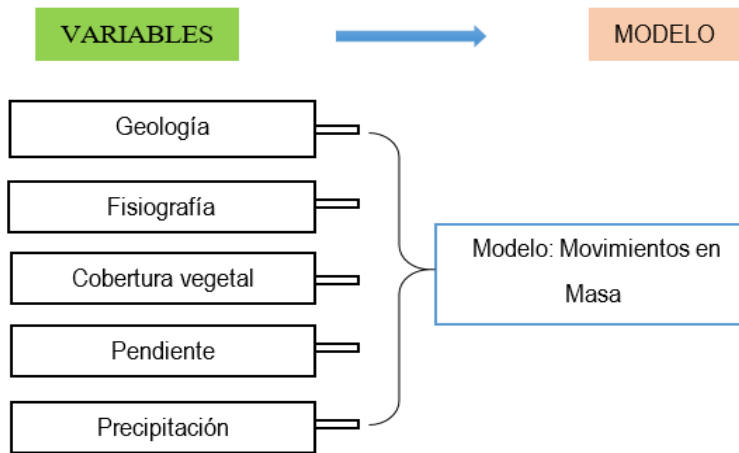 VARIABLES
MODELO
Geología
Fisiografía
Cobertura vegetal
Pendiente
Precipitación
Modelo: Movimientos en
Masa